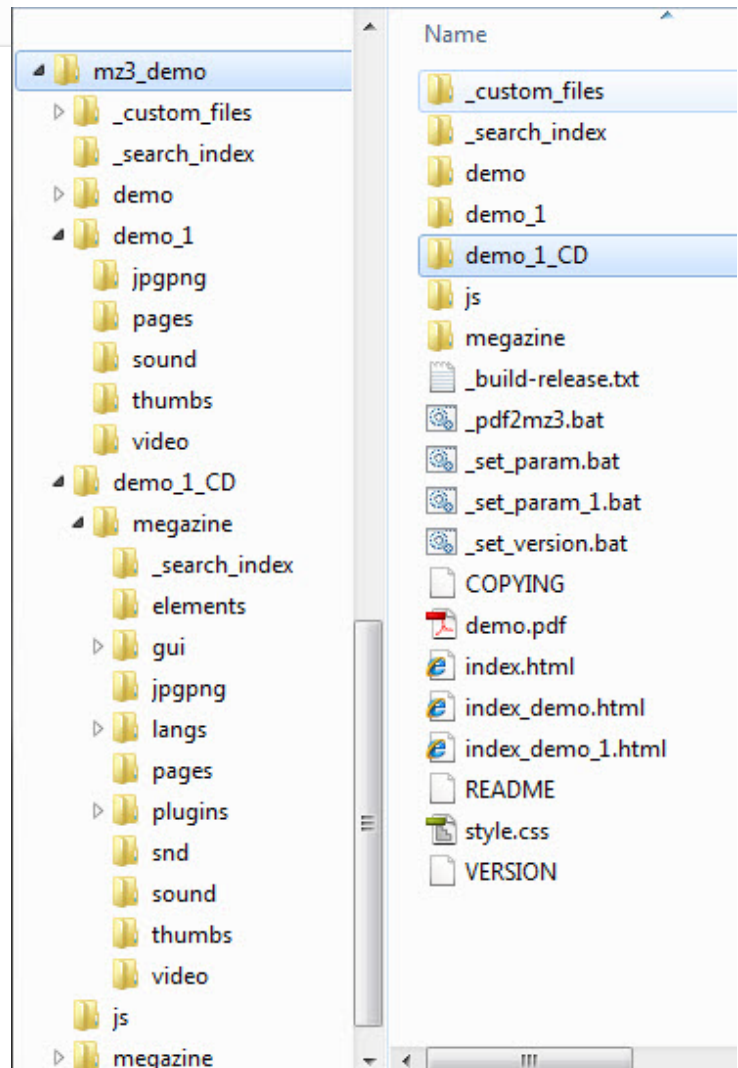 mz3_demo
_custom_files
_search_index
demo
demo_1
jpgpng
pages
sound
thumbs
video
demo_1_CD
megazine
_search_index
elements
gui
jpgpng
langs
pages
plugins
snd
sound
thumbs
video
js
megazine
Name
_custom_files
_search_index
demo
demo_1
demo_1_CD
js
megazine
_build-release.txt
_pdf2mz3.bat
_set_param.bat
_set_param_1.bat
_set_version.bat
COPYING
demo.pdf
index.html
index_demo.html
index_demo_1.html
README
style.css
VERSION